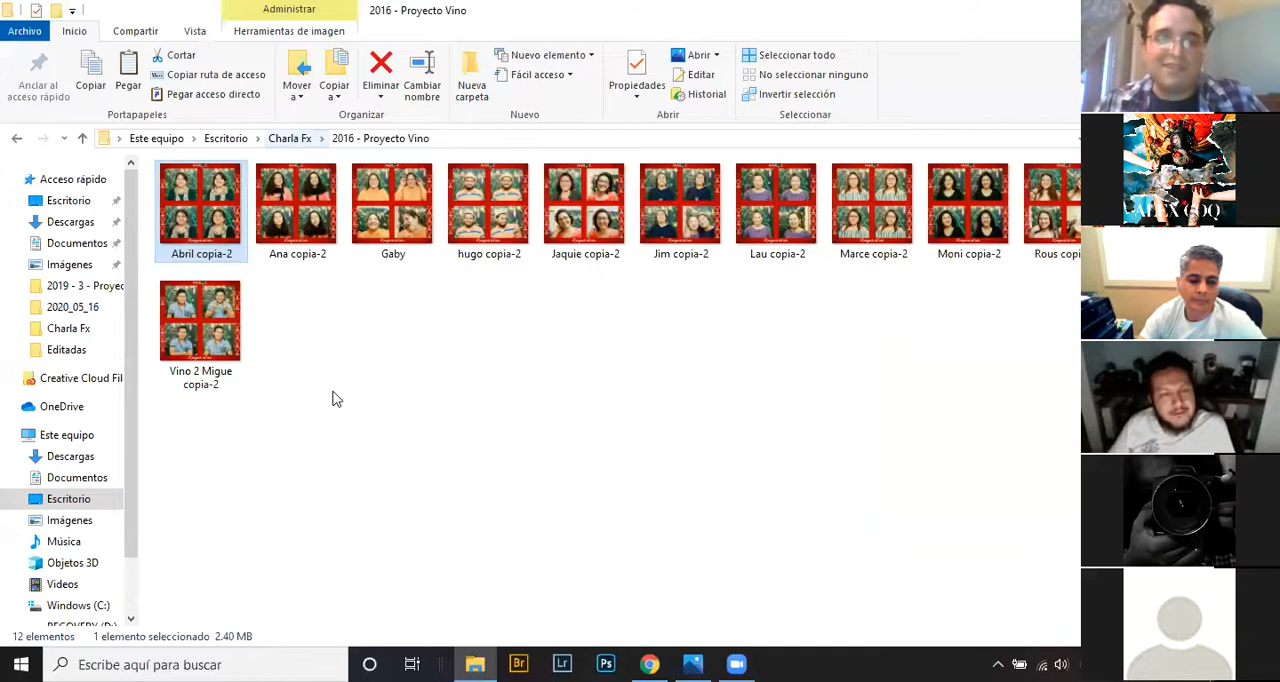 Administrar
2016 - Proyecto Vino
Archivo
Inicio
Compartir
Vista
Herramientas de imagen
Anclar al acceso rápido
Copiar
Pegar
Cortar
Copiar ruta de acceso
Pegar acceso directo
Portapapeles
Mover a
Copiar a
Eliminar
Cambiar nombre
Organizar
Nueva carpeta
Nuevo elemento
Fácil acceso
Nuevo
Propiedades
Abrir
Editar
Historial
Abrir
Seleccionar todo
No seleccionar ninguno
Invertir selección
Seleccionar
Este equipo > Escritorio > Charla Fx > 2016 - Proyecto Vino
Acceso rápido
Escritorio
Descargas
Documentos
Imágenes
2019 - 3 - Proyec
2020_05_16
Charla Fx
Editadas
Creative Cloud Fil
OneDrive
Este equipo
Descargas
Documentos
Escritorio
Imágenes
Música
Objetos 3D
Videos
Windows (C:)
Abril copia-2
Ana copia-2
Gaby
hugo copia-2
Jaquie copia-2
Jim copia-2
Lau copia-2
Marce copia-2
Moni copia-2
Rous copia
Vino 2 Migue copia-2
12 elementos
1 elemento seleccionado 2.40 MB
Escribe aquí para buscar
Br
Lr
Ps